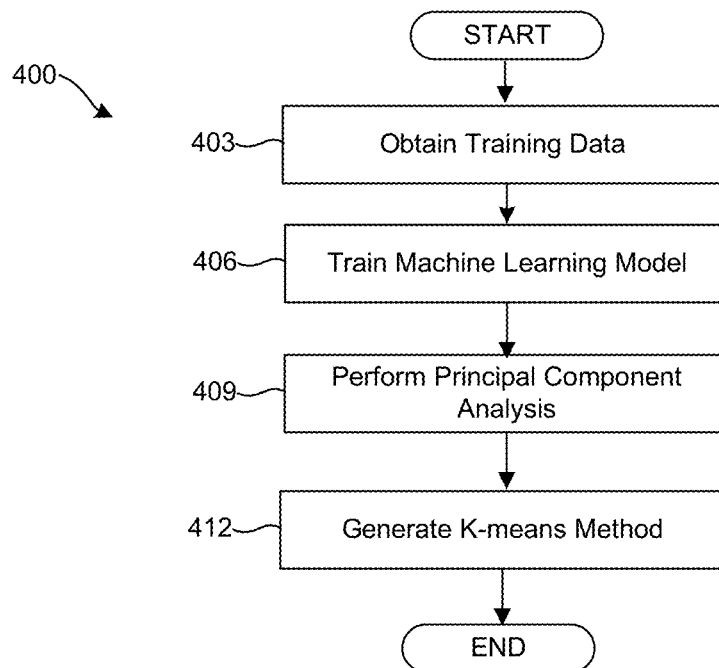 START
400
403
Obtain Training Data
406
Train Machine Learning Model
409
Perform Principal Component
Analysis
412
Generate K-means Method
END